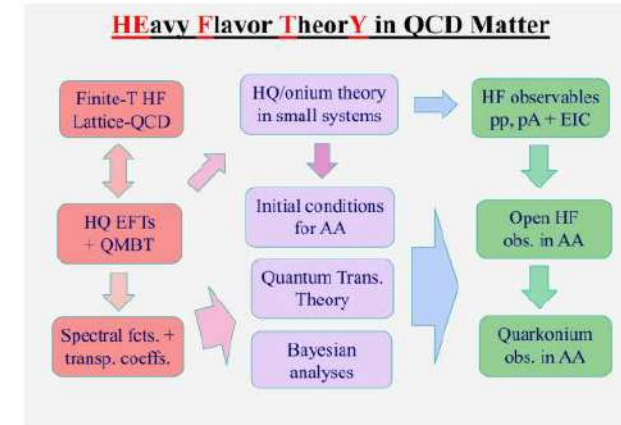 HEavy Flavor TheorY in QCD Matter
Finite-T HF
Lattice-QCD
HQ EFTs
+ QMBT
Spectral fcts. +
transp. coeffs.
HQ/onium theory
in small systems
Initial conditions
for AA
Quantum Trans.
Theory
Bayesian
analyses
HF observables
pp, pA + EIC
Open HF
obs. in AA
Quarkonium
obs. in AA